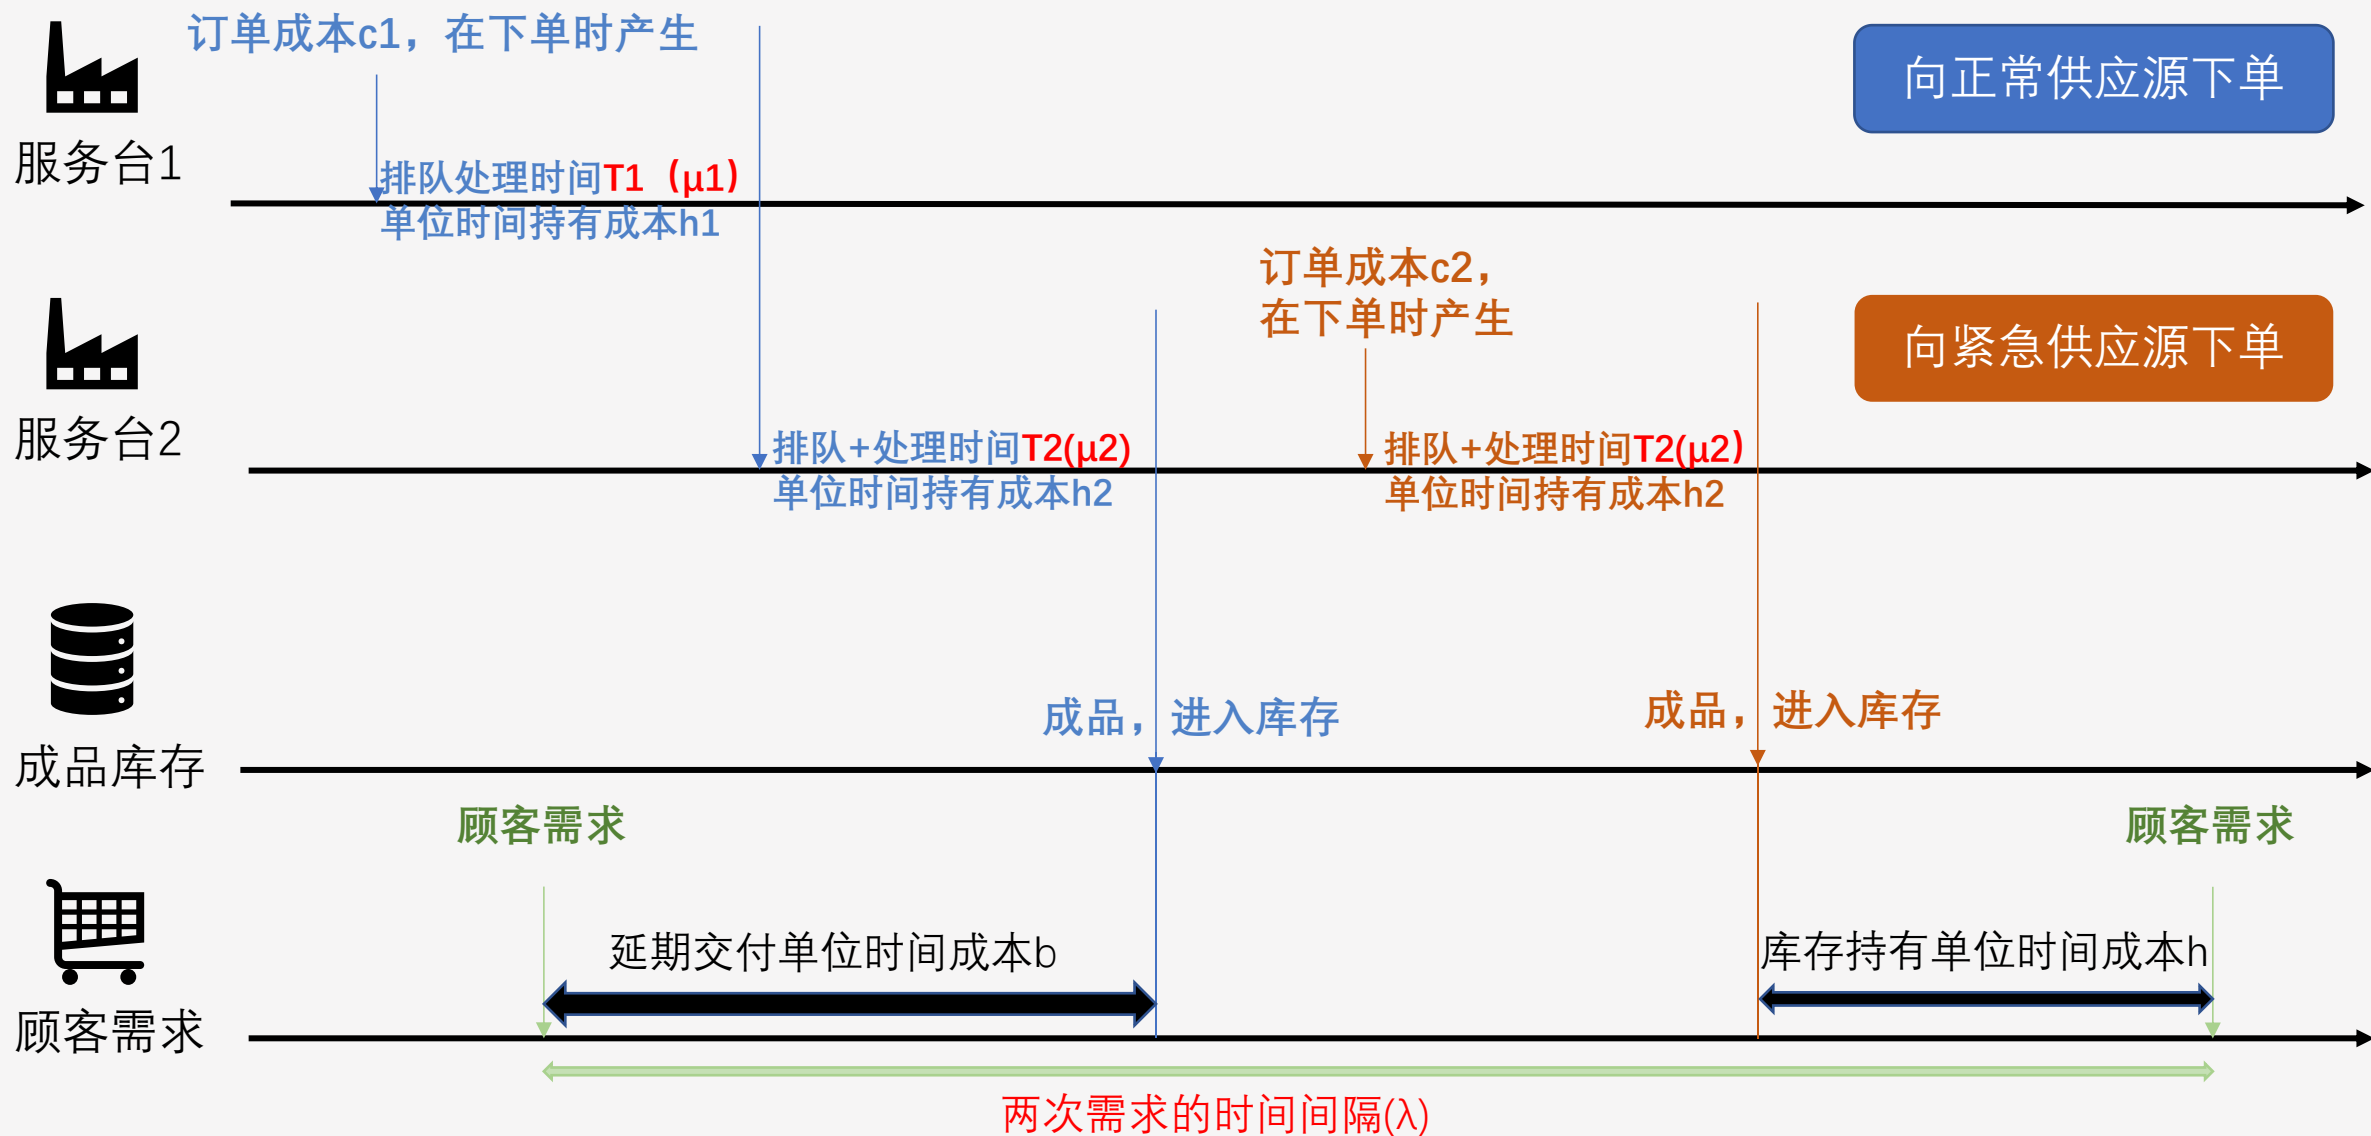 订单成本c1，在下单时产生
向正常供应源下单
服务台1
排队处理时间T1（μ1）
单位时间持有成本h1
订单成本c2，
在下单时产生
向紧急供应源下单
服务台2
排队+处理时间T2(μ2)
单位时间持有成本h2
排队+处理时间T2(μ2）
单位时间持有成本h2
成品，进入库存
成品，进入库存
成品库存
顾客需求
顾客需求
延期交付单位时间成本b
库存持有单位时间成本h
顾客需求
两次需求的时间间隔(λ)